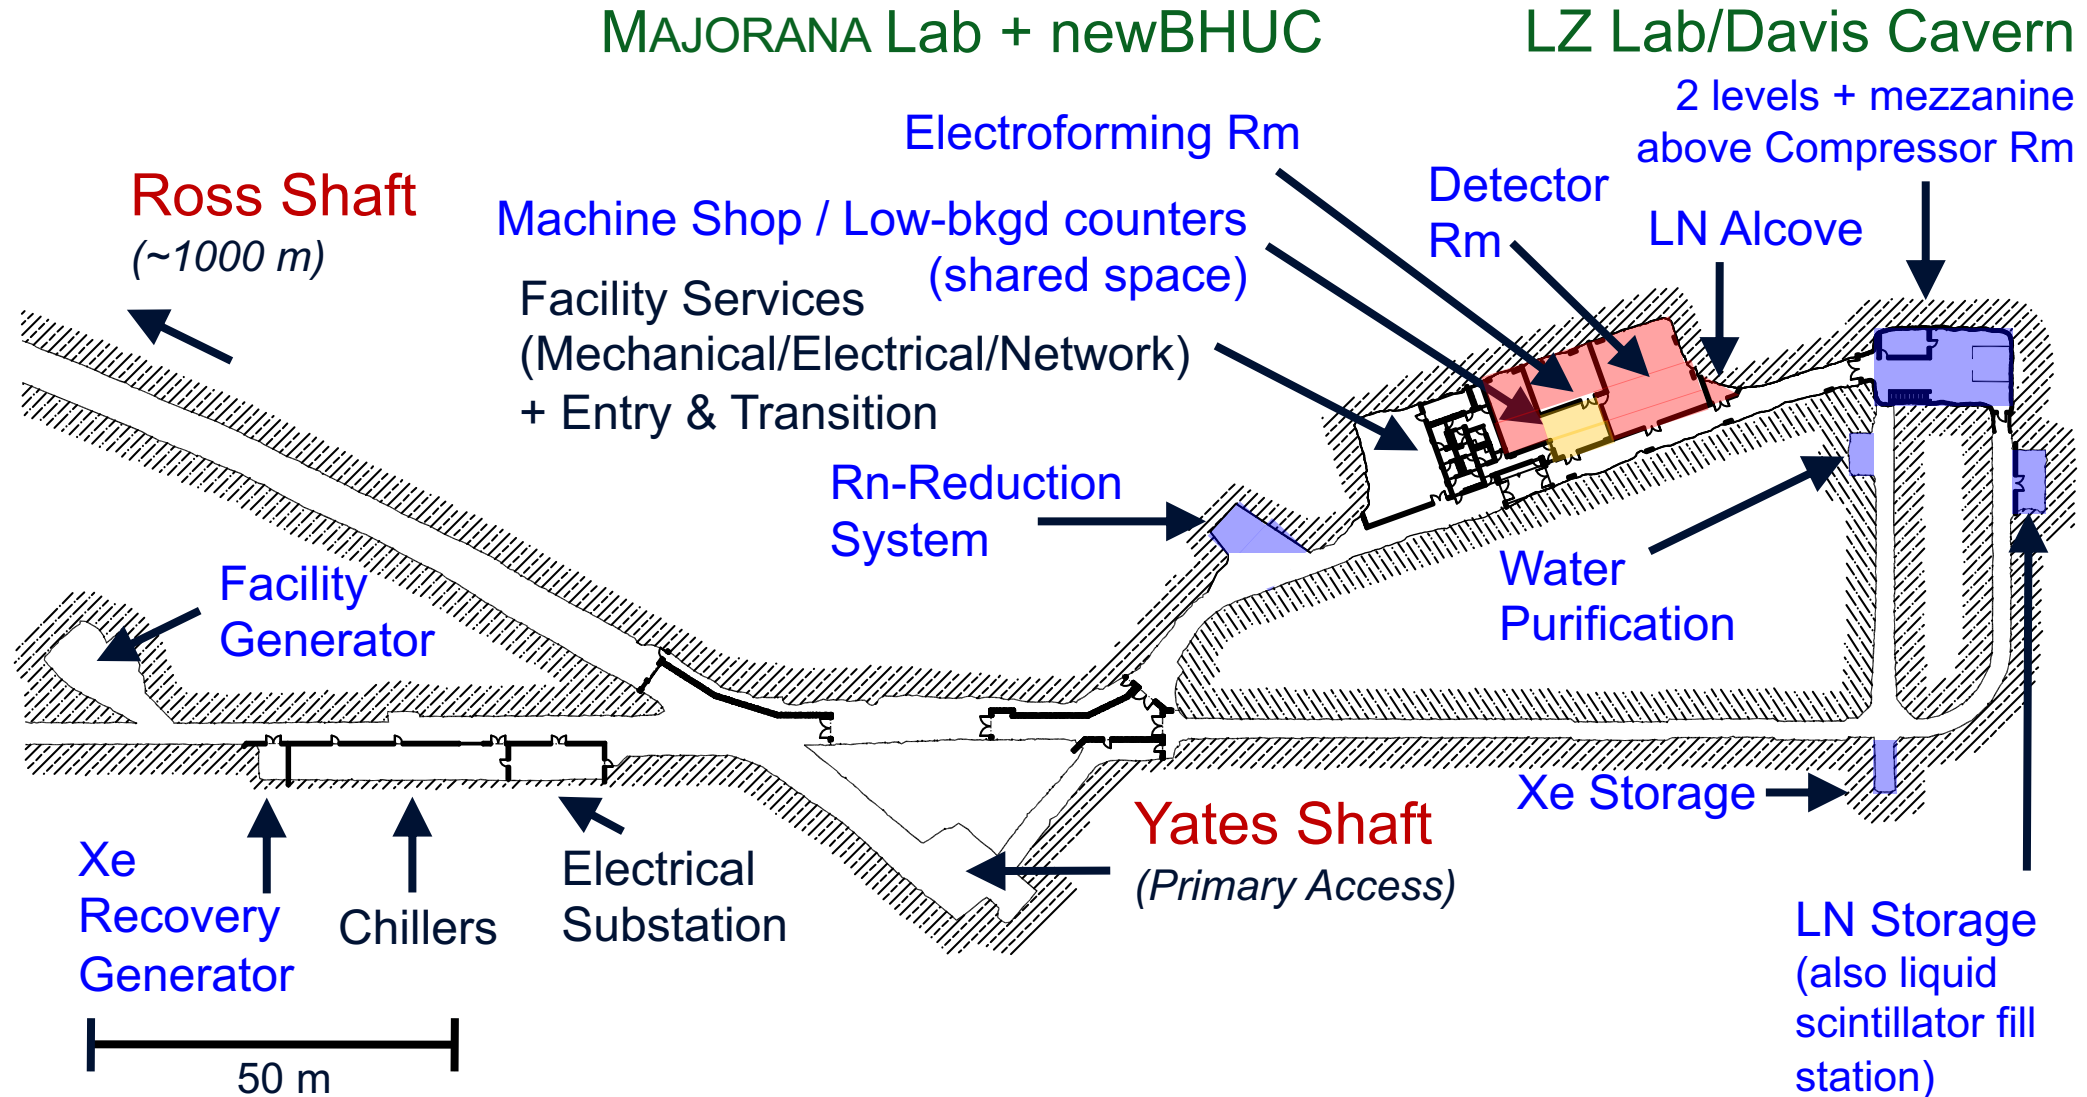 MAJORANA Lab + newBHUC
LZ Lab/Davis Cavern
2 levels + mezzanine
above Compressor Rm
Electroforming Rm
Detector
Rm
LN Alcove
Ross Shaft
(~1000 m)
Machine Shop / Low-bkgd counters
(shared space)
Facility Services
(Mechanical/Electrical/Network)
+ Entry & Transition
Rn-Reduction
System
Water
Purification
Facility
Generator
Xe Storage
Yates Shaft
(Primary Access)
Xe
Recovery
Generator
Chillers
Electrical
Substation
LN Storage
(also liquid
scintillator fill
station)
50 m